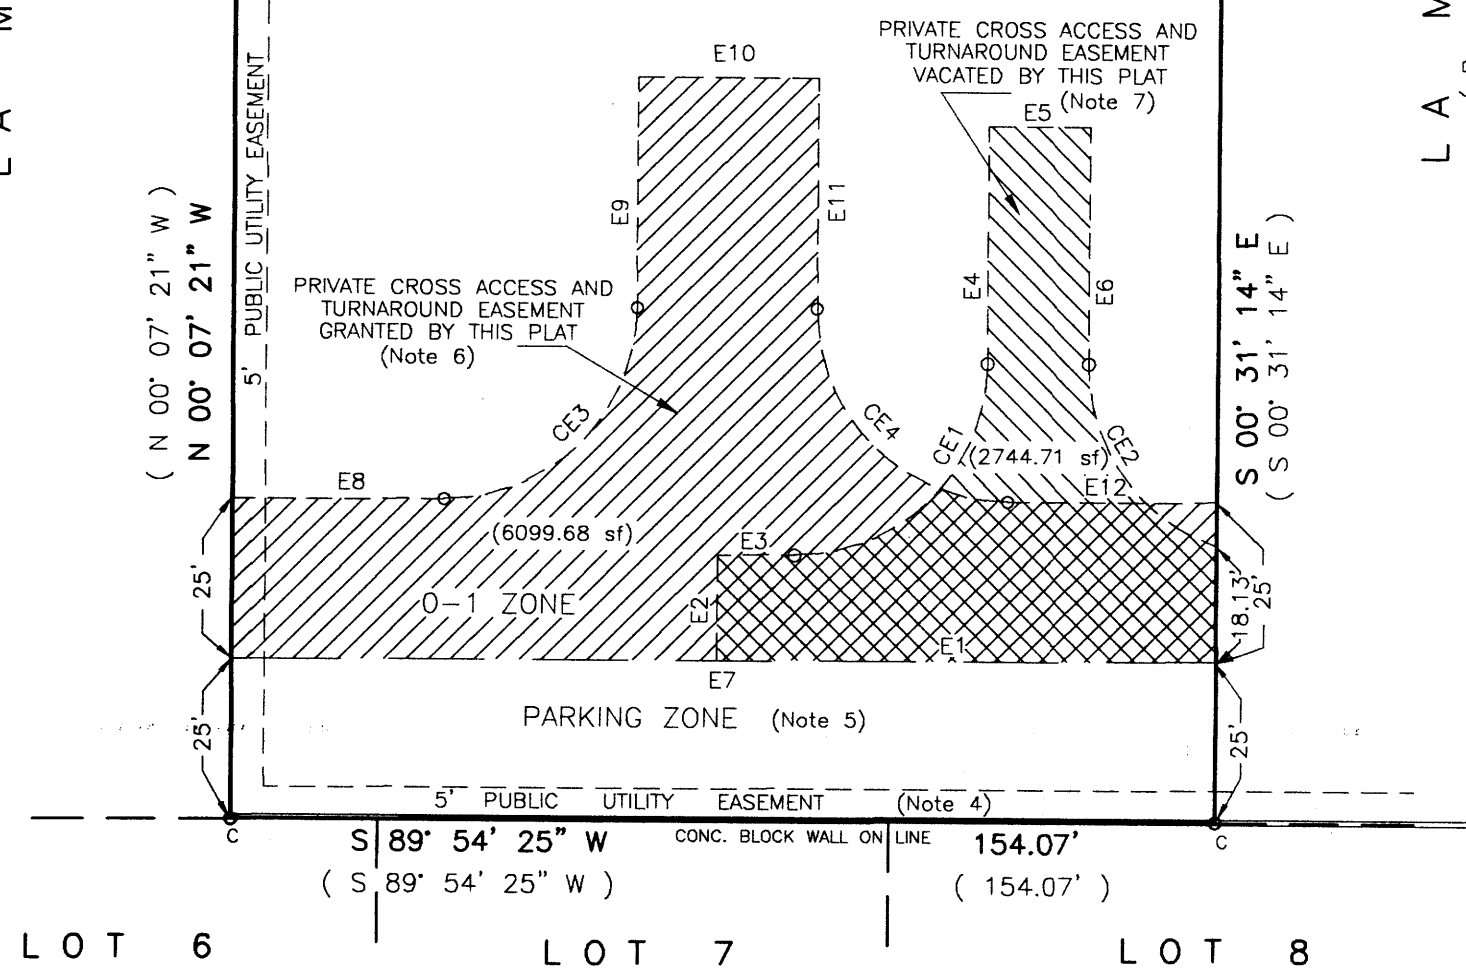 PRIVATE CROSS ACCESS AND
TURNAROUND EASEMENT
VACATED BY THIS PLAT
(Note 7)
E10
E5
L A M
L A M
5' PUBLIC UTILITY EASEMENT
( N 00° 07' 21" W )
N 00° 07' 21" W
E9
E11
E4
E6
S 00° 31' 14" E
( S 00° 31' 14" E )
PRIVATE CROSS ACCESS AND
TURNAROUND EASEMENT
GRANTED BY THIS PLAT
(Note 6)
CE3
CE4
CE1
CE2
(2744.71 sf)
E8
E12
(6099.68 sf)
E3
25'
O-1 ZONE
E2
E1
18.13'
25'
E7
PARKING ZONE (Note 5)
25'
25'
5' PUBLIC UTILITY EASEMENT (Note 4)
C
S 89° 54' 25" W
CONC. BLOCK WALL ON LINE
154.07'
C
( S 89° 54' 25" W )
( 154.07' )
LOT 6
LOT 7
LOT 8